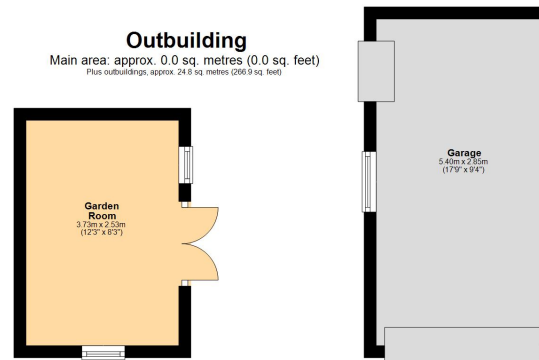 Outbuilding
Main area: approx. 0.0 sq. metres (0.0 sq. feet)
Plus outbuildings, approx. 24.8 sq. metres (266.9 sq. feet)
Garden
Room
3.73m x 2.53m
(12'3" x 8'3")
Garage
5.40m x 2.85m
(17'9" x 9'4")